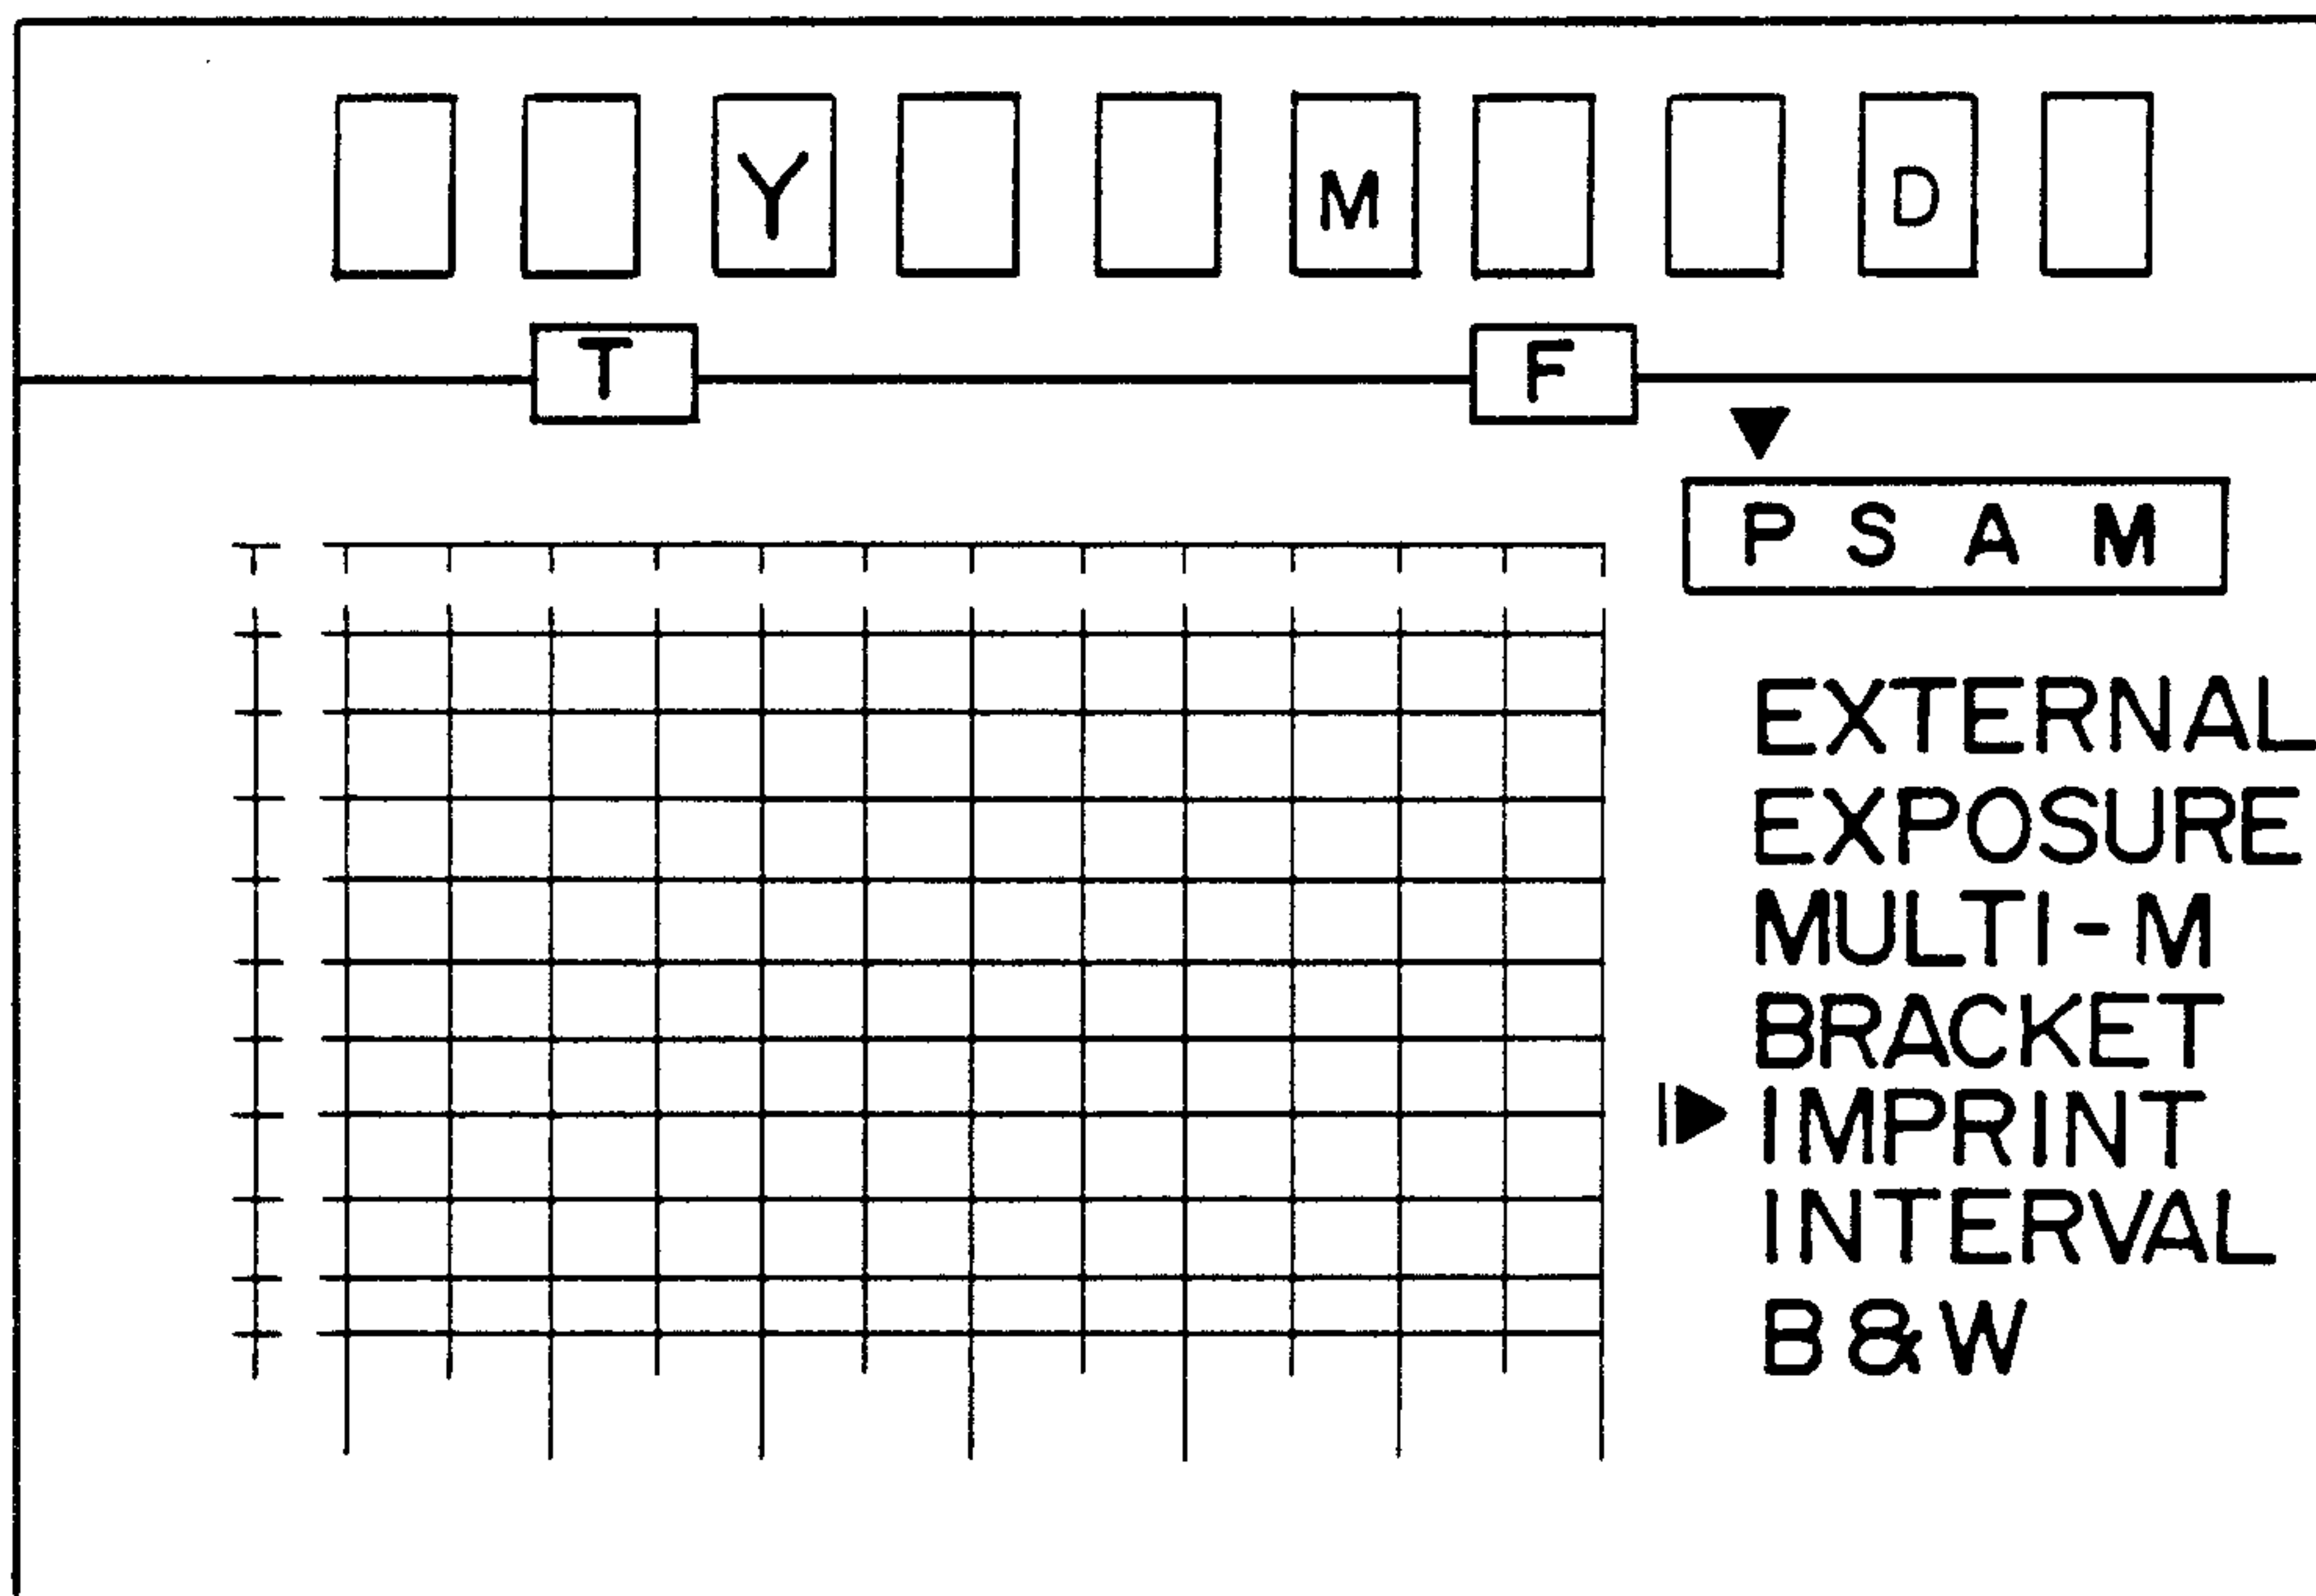 Y M D
T F
P S A M
EXTERNAL
EXPOSURE
MULTI-M
BRACKET
IMPRINT
INTERVAL
B&W